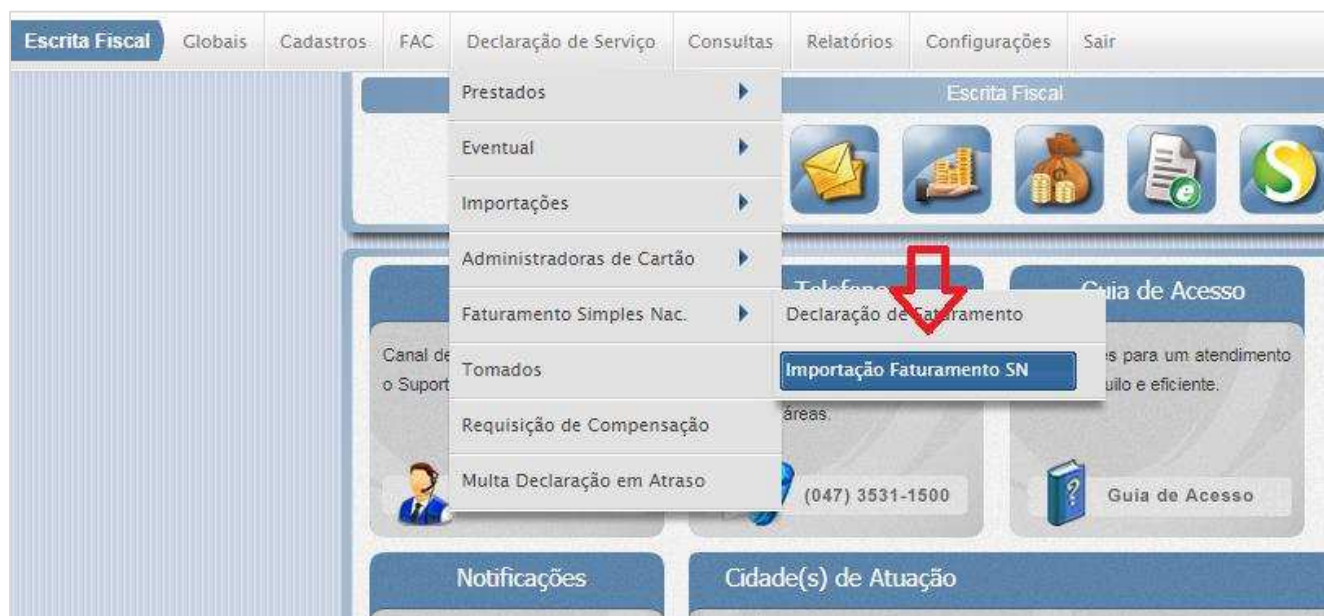 Escrita Fiscal Globais Cadastros FAC Declaração de Serviço Consultas Relatórios Configurações Sair
Prestados
Escrita Fiscal
Eventual
Importações
Administradoras de Cartão
Telefone
Guia de Acesso
Faturamento Simples Nac.
Declaração de Faturamento
Canal de
Importação Faturamento SN
s para um atendimento
o Suport
Tomados
uilo e eficiente.
áreas.
Requisição de Compensação
Multa Declaração em Atraso
(047) 3531-1500
Guia de Acesso
Notificações
Cidade(s) de Atuação